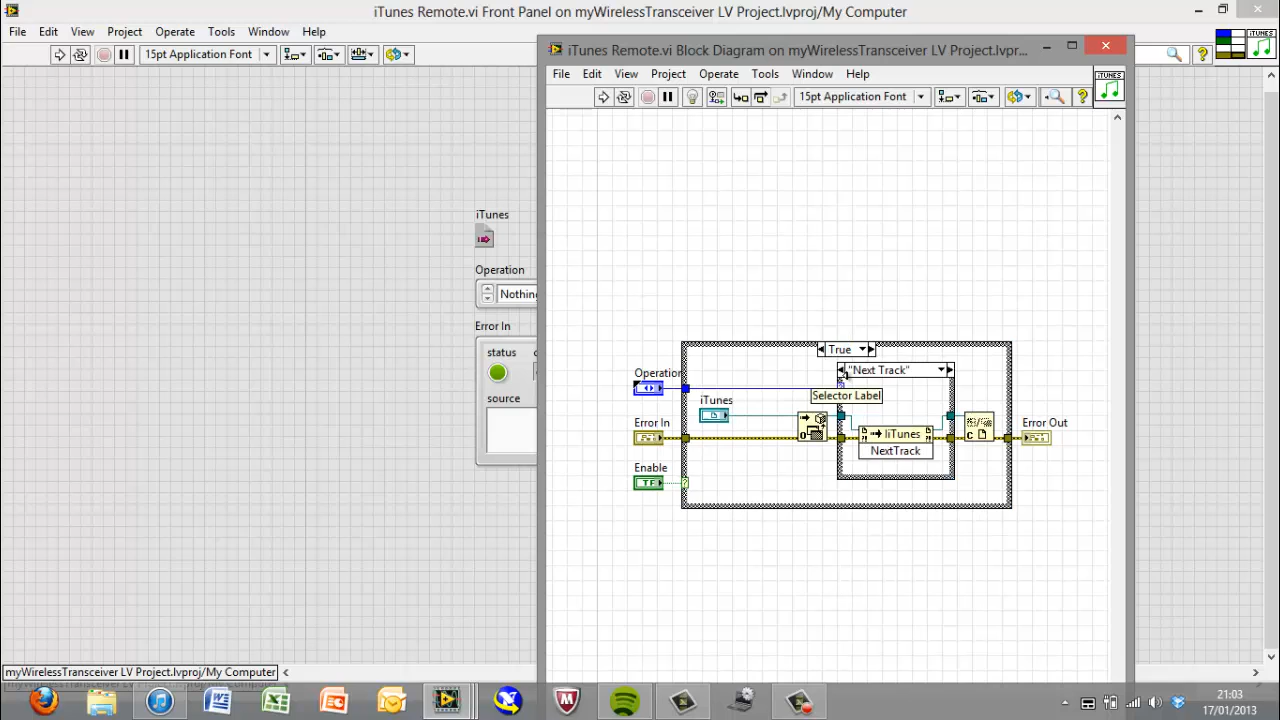 iTunes Remote.vi Front Panel on myWirelessTransceiver LV Project.lvproj/My Computer
File Edit View Project Operate Tools Window Help
15pt Application Font
iTUNES
iTunes
Operation
Nothin
Error In
status
source
iTunes Remote.vi Block Diagram on myWirelessTransceiver LV Project.lvpr...
File Edit View Project Operate Tools Window Help
15pt Application Font
iTUNES
True
Operation
"Next Track"
Selector Label
iTunes
Error In
IiTunes
NextTrack
Error Out
Enable
TF
myWirelessTransceiver LV Project.lvproj/My Computer
21:03
17/01/2013